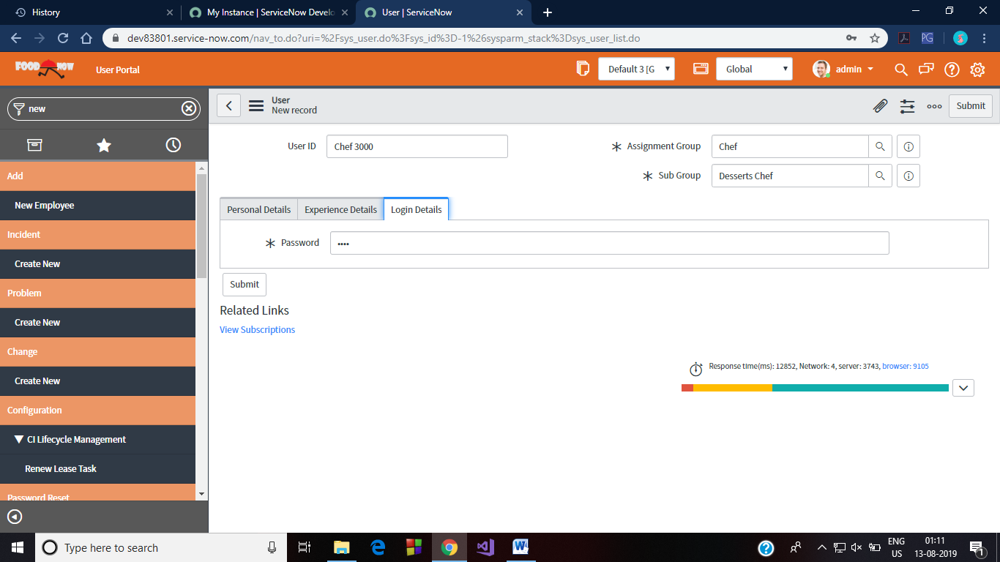 History
My Instance | ServiceNow Develo
User | ServiceNow
dev83801.service-now.com/nav_to.do?uri=%2Fsys_user.do%3Fsys_id%3D-1%26sysparm_stack%3Dsys_user_list.do
PG
FOOD NOW
User Portal
Default 3 [G
Global
admin
new
User
New record
Submit
User ID
Chef 3000
Assignment Group
Chef
Sub Group
Desserts Chef
Add
New Employee
Incident
Create New
Problem
Create New
Change
Create New
Configuration
CI Lifecycle Management
Renew Lease Task
Password Reset
Personal Details
Experience Details
Login Details
Password
••••
Submit
Related Links
View Subscriptions
Response time(ms): 12852, Network: 4, server: 3743, browser: 9105
Type here to search
ENG
US
01:11
13-08-2019
1